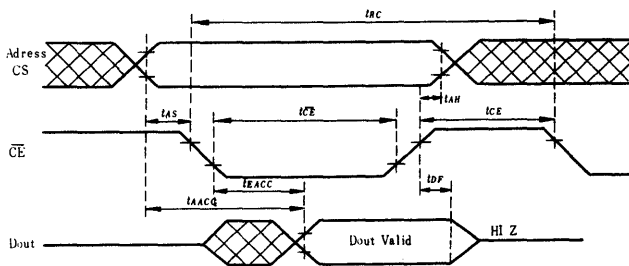 tRC
Adress
CS
tAH
tAS
tCE
tCE
CE
tEACC
tDF
tAACC
Dout
Dout Valid
HI Z